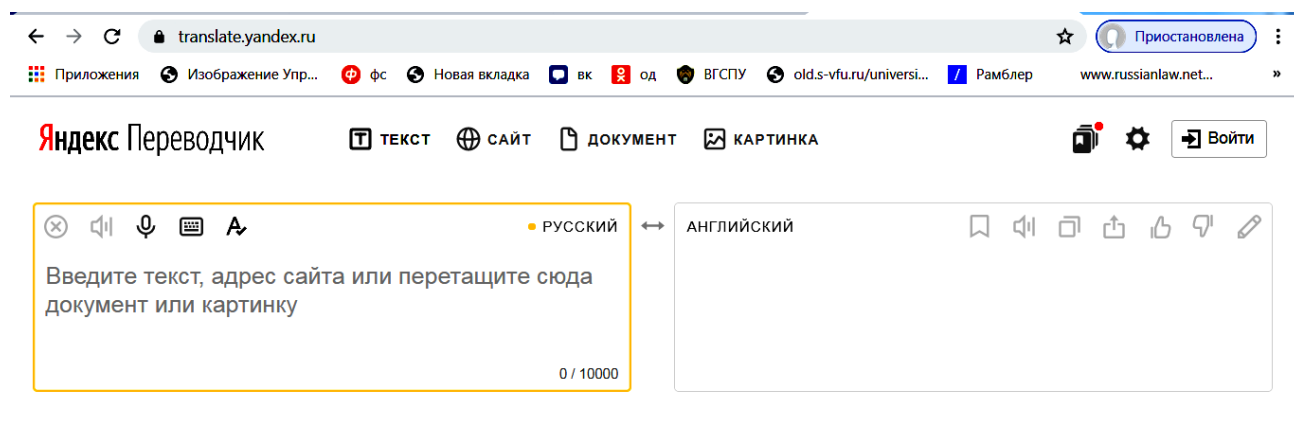 translate.yandex.ru Приостановлена
Приложения Изображение Упр... фс Новая вкладка вк од ВГСПУ old.s-vfu.ru/universi... Рамблер www.russianlaw.net... »
Яндекс Переводчик ТЕКСТ САЙТ ДОКУМЕНТ КАРТИНКА Войти
РУССКИЙ АНГЛИЙСКИЙ
Введите текст, адрес сайта или перетащите сюда
документ или картинку
0 / 10000